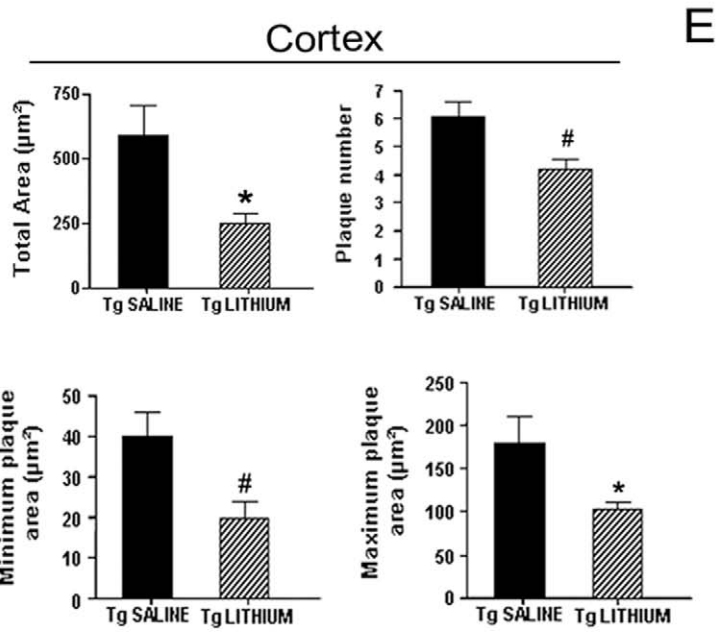 Cortex
E
Total Area (µm²)
750
500
250
0
*
Tg SALINE Tg LITHIUM
Plaque number
7
6
5
4
3
2
1
0
#
Tg SALINE Tg LITHIUM
Minimum plaque
area (µm²)
50
40
30
20
10
0
#
Tg SALINE Tg LITHIUM
Maximum plaque
area (µm²)
250
200
150
100
50
0
*
Tg SALINE Tg LITHIUM